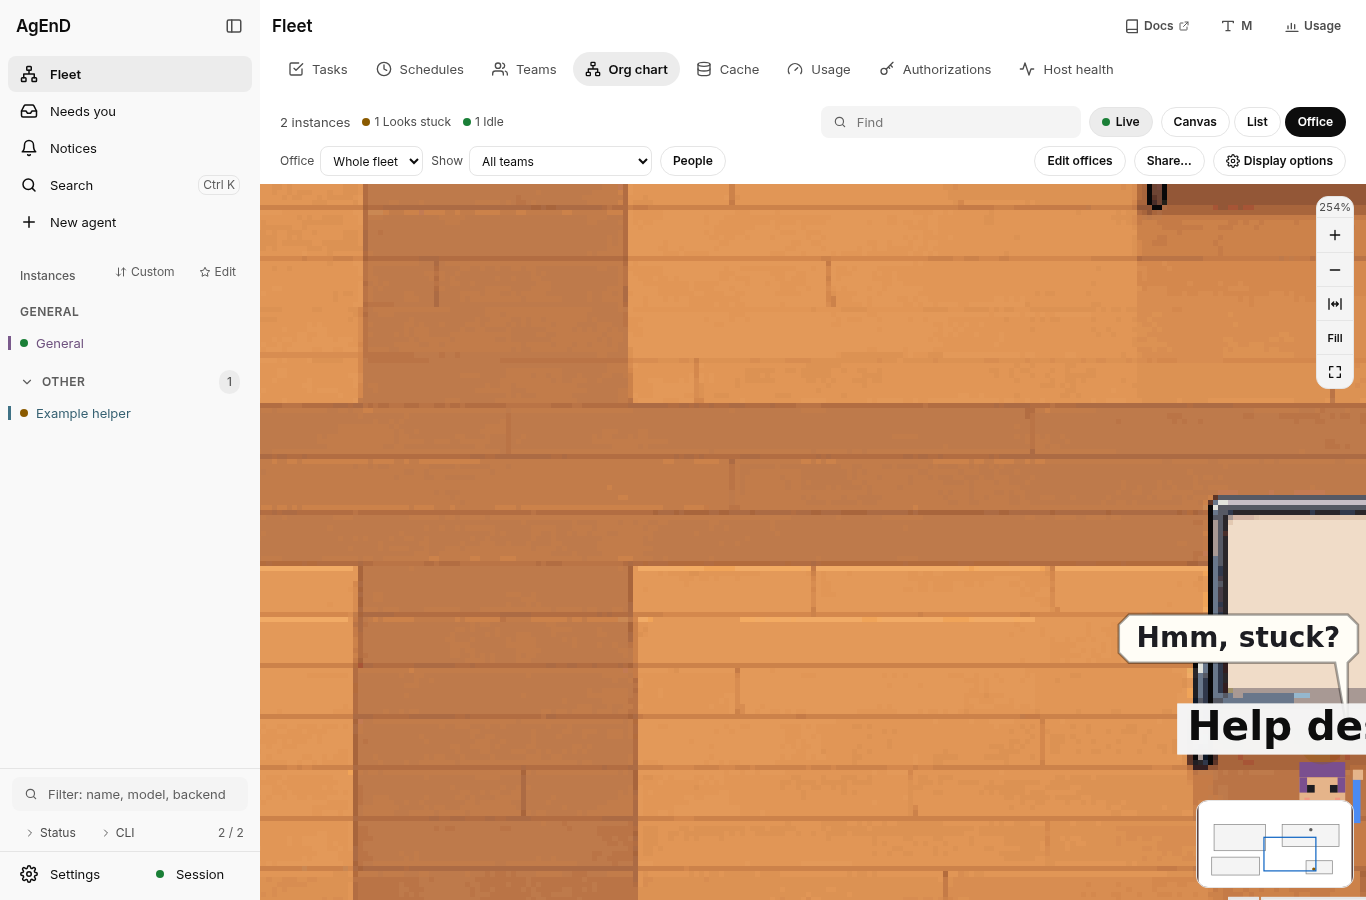 AgEnD
Fleet
Needs you
Notices
Search Ctrl K
New agent
Instances Custom Edit
GENERAL
General
OTHER 1
Example helper
Filter: name, model, backend
Status CLI 2 / 2
Settings Session
Fleet
Docs M Usage
Tasks Schedules Teams Org chart Cache Usage Authorizations Host health
2 instances 1 Looks stuck 1 Idle
Find Live Canvas List Office
Office Whole fleet Show All teams People
Edit offices Share... Display options
254%
Fill
Hmm, stuck?
Help